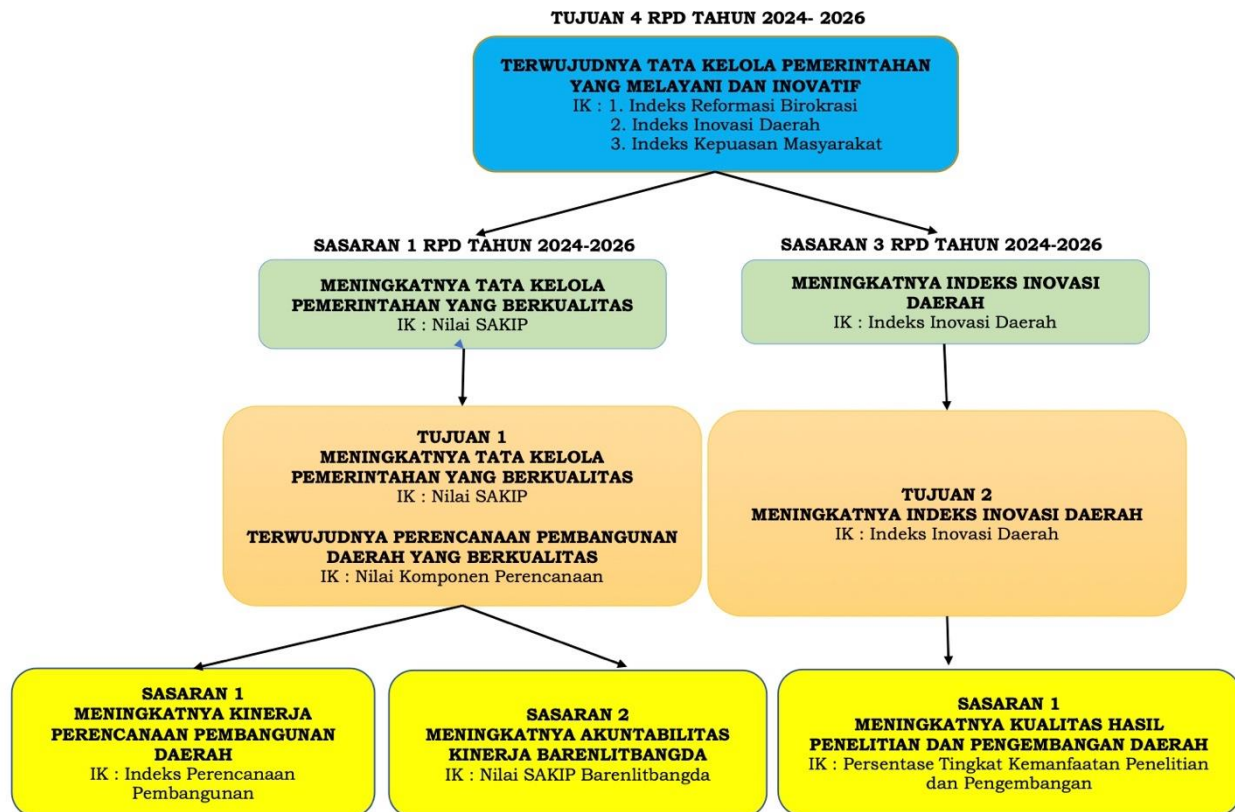 TUJUAN 4 RPD TAHUN 2024- 2026
TERWUJUDNYA TATA KELOLA PEMERINTAHAN
YANG MELAYANI DAN INOVATIF
IK : 1. Indeks Reformasi Birokrasi
2. Indeks Inovasi Daerah
3. Indeks Kepuasan Masyarakat
SASARAN 1 RPD TAHUN 2024-2026
MENINGKATNYA TATA KELOLA
PEMERINTAHAN YANG BERKUALITAS
IK : Nilai SAKIP
SASARAN 3 RPD TAHUN 2024-2026
MENINGKATNYA INDEKS INOVASI
DAERAH
IK : Indeks Inovasi Daerah
TUJUAN 1
MENINGKATNYA TATA KELOLA
PEMERINTAHAN YANG BERKUALITAS
IK : Nilai SAKIP
TERWUJUDNYA PERENCANAAN PEMBANGUNAN
DAERAH YANG BERKUALITAS
IK : Nilai Komponen Perencanaan
TUJUAN 2
MENINGKATNYA INDEKS INOVASI DAERAH
IK : Indeks Inovasi Daerah
SASARAN 1
MENINGKATNYA KINERJA
PERENCANAAN PEMBANGUNAN
DAERAH
IK : Indeks Perencanaan
Pembangunan
SASARAN 2
MENINGKATNYA AKUNTABILITAS
KINERJA BARENLITBANGDA
IK : Nilai SAKIP Barenlitbangda
SASARAN 1
MENINGKATNYA KUALITAS HASIL
PENELITIAN DAN PENGEMBANGAN DAERAH
IK : Persentase Tingkat Kemanfaatan Penelitian
dan Pengembangan